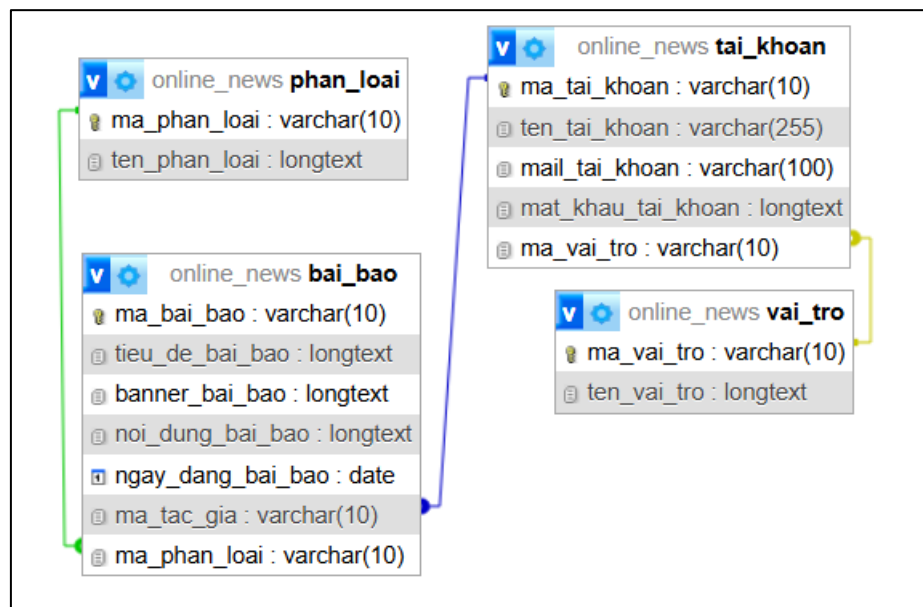 online_news phan_loai
ma_phan_loai : varchar(10)
ten_phan_loai : longtext
online_news tai_khoan
ma_tai_khoan : varchar(10)
ten_tai_khoan : varchar(255)
mail_tai_khoan : varchar(100)
mat_khau_tai_khoan : longtext
ma_vai_tro : varchar(10)
online_news bai_bao
ma_bai_bao : varchar(10)
tieu_de_bai_bao : longtext
banner_bai_bao : longtext
noi_dung_bai_bao : longtext
ngay_dang_bai_bao : date
ma_tac_gia : varchar(10)
ma_phan_loai : varchar(10)
online_news vai_tro
ma_vai_tro : varchar(10)
ten_vai_tro : longtext